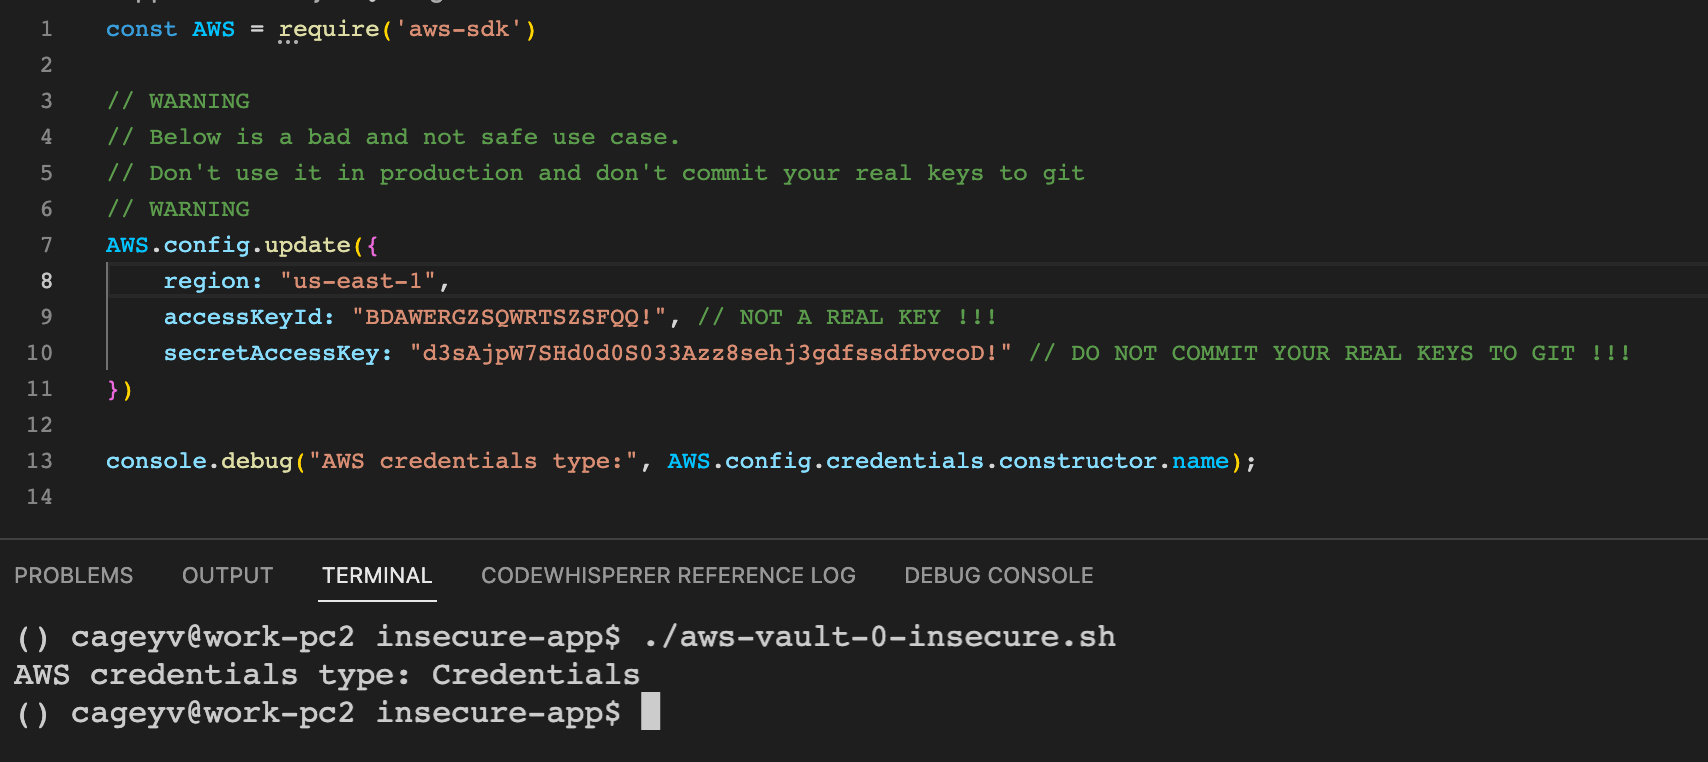 1 const AWS = require('aws-sdk')
2
3 // WARNING
4 // Below is a bad and not safe use case.
5 // Don't use it in production and don't commit your real keys to git
6 // WARNING
7 AWS.config.update({
8 region: "us-east-1",
9 accessKeyId: "BDAWERGZSQWRTSZSFQQ!", // NOT A REAL KEY !!!
10 secretAccessKey: "d3sAjpW7SHd0d0S033Azz8sehj3gdfssdfbvcoD!" // DO NOT COMMIT YOUR REAL KEYS TO GIT !!!
11 })
12
13 console.debug("AWS credentials type:", AWS.config.credentials.constructor.name);
14
PROBLEMS OUTPUT TERMINAL CODEWHISPERER REFERENCE LOG DEBUG CONSOLE
() cageyv@work-pc2 insecure-app$ ./aws-vault-0-insecure.sh
AWS credentials type: Credentials
() cageyv@work-pc2 insecure-app$